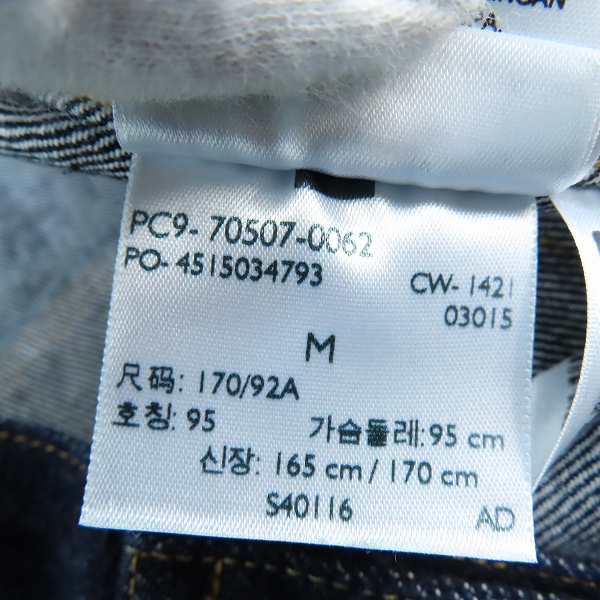 PC9- 70507-0062
PO- 4515034793
CW- 1421
03015
M
尺码: 170/92A
호칭: 95 가슴둘레: 95 cm
신장: 165 cm / 170 cm
S40116 AD